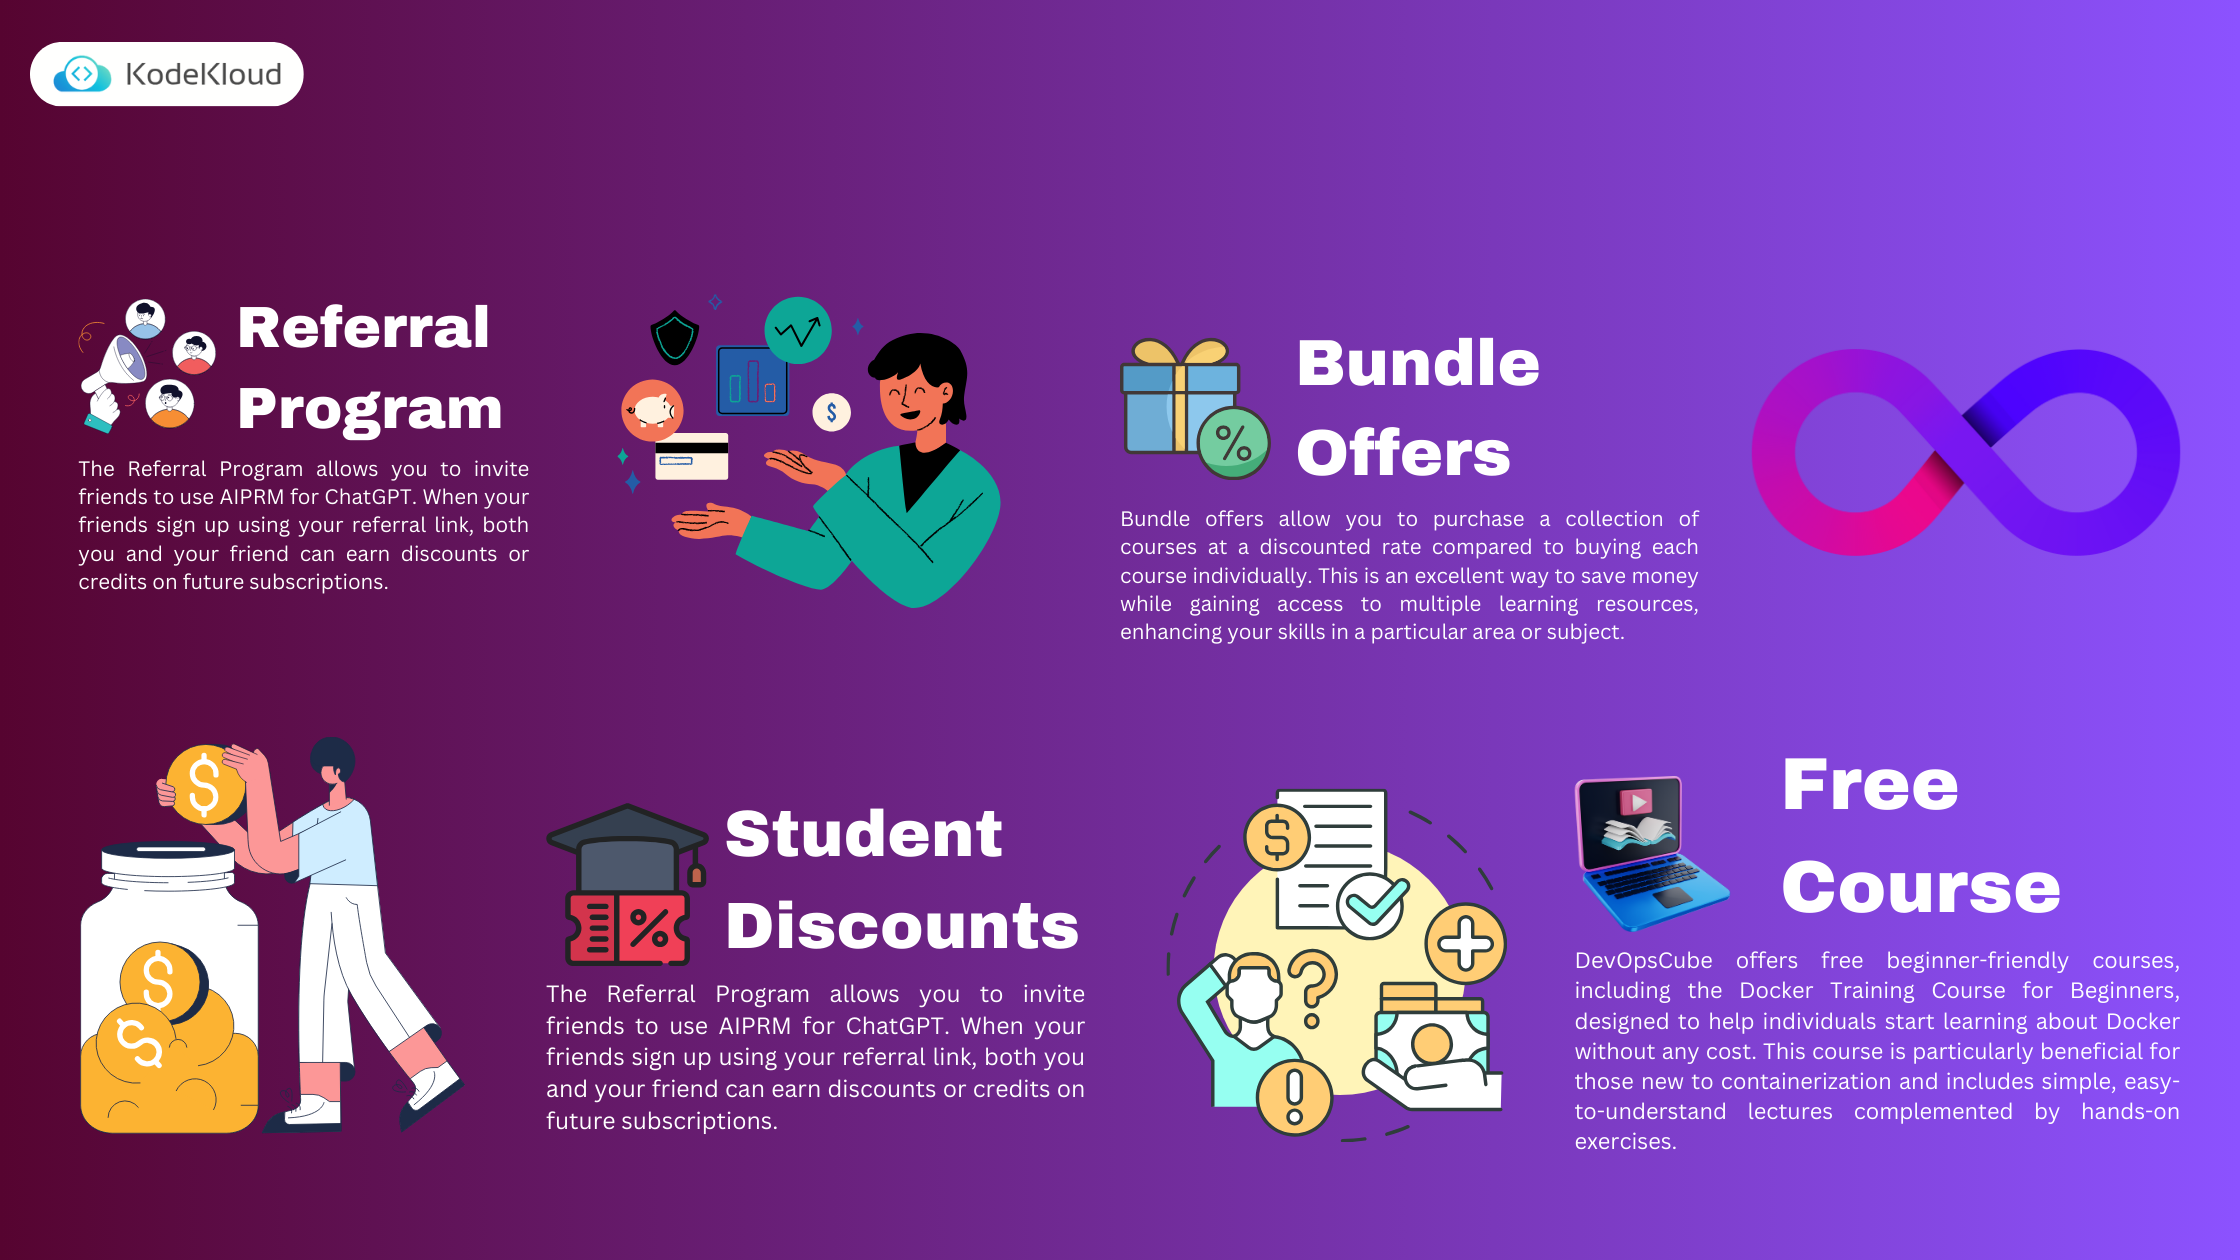 KodeKloud
Referral
Program
The Referral Program allows you to invite
friends to use AIPRM for ChatGPT. When your
friends sign up using your referral link, both
you and your friend can earn discounts or
credits on future subscriptions.
$
Bundle
Offers
%
Bundle offers allow you to purchase a collection of
courses at a discounted rate compared to buying each
course individually. This is an excellent way to save money
while gaining access to multiple learning resources,
enhancing your skills in a particular area or subject.
$
$
$
Student
Discounts
%
The Referral Program allows you to invite
friends to use AIPRM for ChatGPT. When your
friends sign up using your referral link, both you
and your friend can earn discounts or credits on
future subscriptions.
$
?
!
Free
Course
DevOpsCube offers free beginner-friendly courses,
including the Docker Training Course for Beginners,
designed to help individuals start learning about Docker
without any cost. This course is particularly beneficial for
those new to containerization and includes simple, easy-
to-understand lectures complemented by hands-on
exercises.